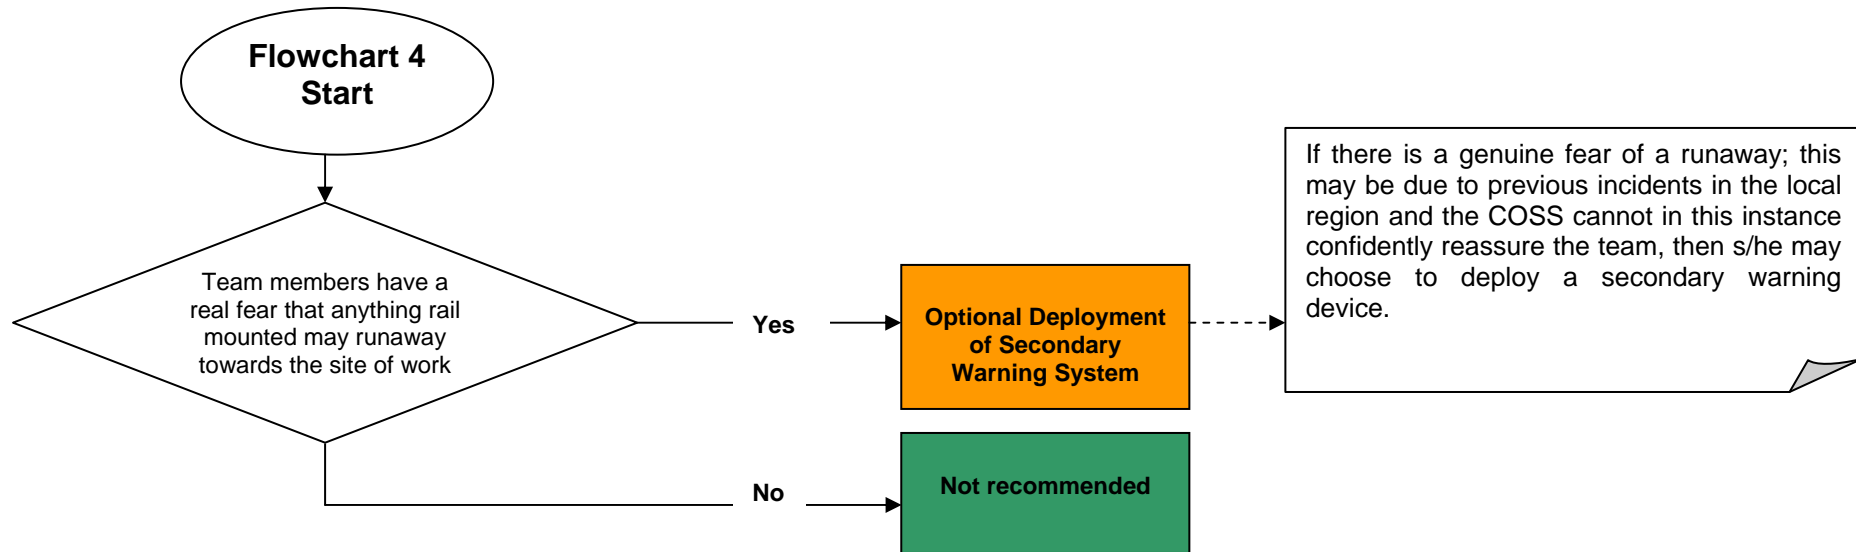 Flowchart 4
Start
Team members have a
real fear that anything rail
mounted may runaway
towards the site of work
Yes
Optional Deployment
of Secondary
Warning System
If there is a genuine fear of a runaway; this
may be due to previous incidents in the local
region and the COSS cannot in this instance
confidently reassure the team, then s/he may
choose to deploy a secondary warning
device.
No
Not recommended